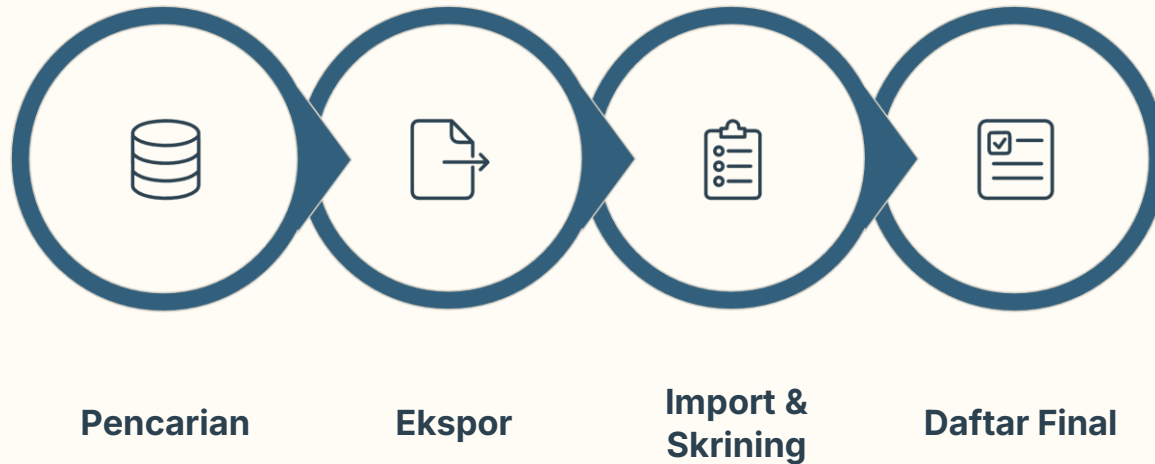 Pencarian
Ekspor
Import &
Skrining
Daftar Final